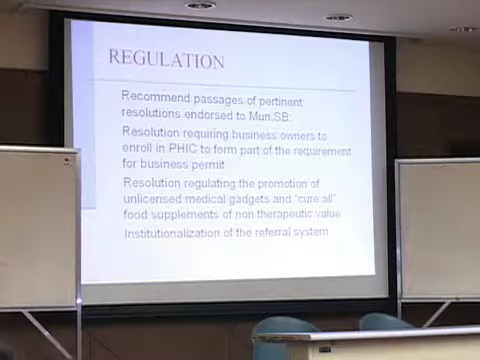 REGULATION
Recommend passages of pertinent
resolutions endorsed to Mun.SB:
Resolution requiring business owners to
enroll in PHIC to form part of the requirement
for business permit
Resolution regulating the promotion of
unlicensed medical gadgets and “cure all”
food supplements of non therapeutic value
Institutionalization of the referral system